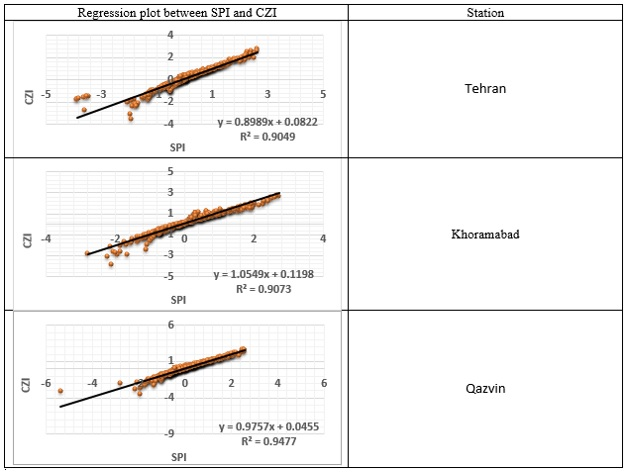 Regression plot between SPI and CZI Station
4
2
0
-5 -3 1 3 5
-2
-4
CZI
y = 0.8989x + 0.0822
R² = 0.9049
SPI
Tehran
5
3
1
-4 -2 0 2 4
-1
-3
-5
CZI
y = 1.0549x + 0.1198
R² = 0.9073
SPI
Khoramabad
6
1
-6 -4 -2 0 2 4 6
-4
-9
CZI
y = 0.9757x + 0.0455
R² = 0.9477
SPI
Qazvin